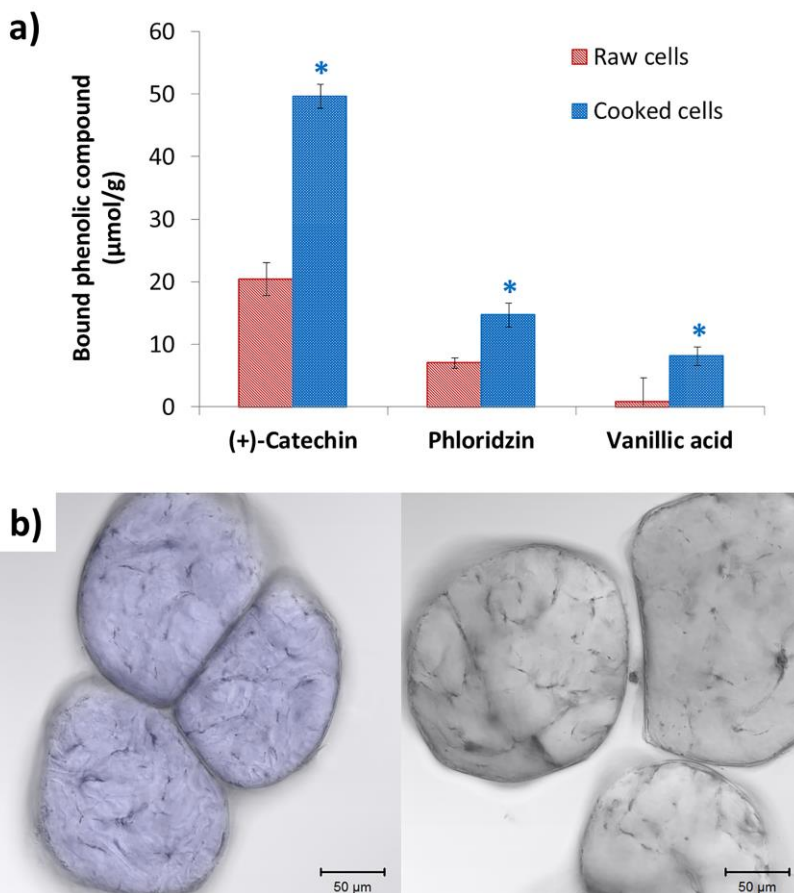 a)
Bound phenolic compound
(µmol/g)
60
50
40
30
20
10
0
*
*
*
Raw cells
Cooked cells
(+)-Catechin
Phloridzin
Vanillic acid
b)
50 µm
50 µm